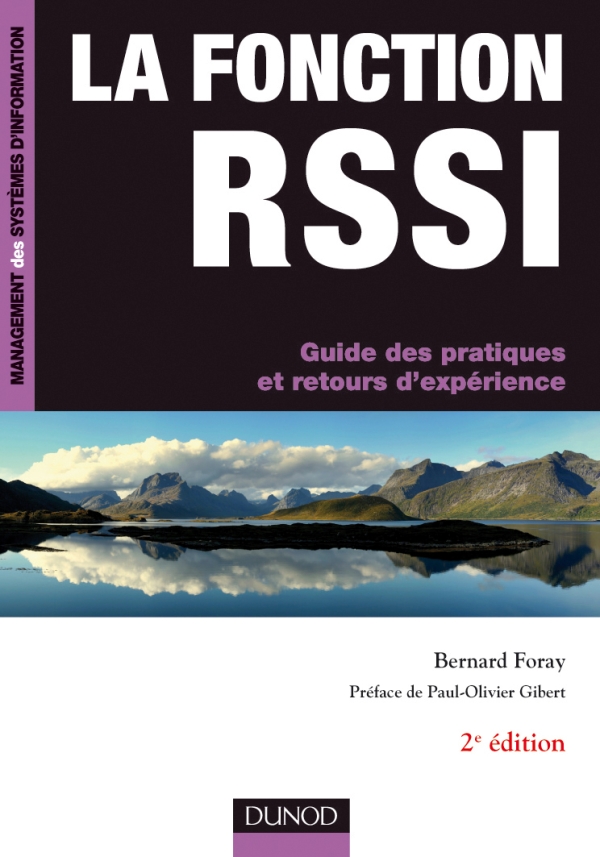 MANAGEMENT des SYSTÈMES D'INFORMATION
LA FONCTION
RSSI
Guide des pratiques
et retours d'expérience
Bernard Foray
Préface de Paul-Olivier Gibert
2e édition
DUNOD